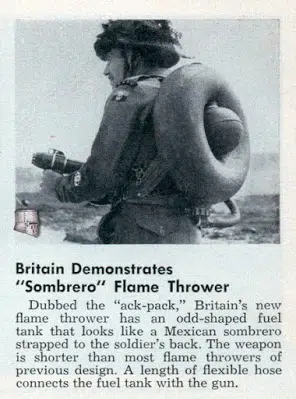 Britain Demonstrates
"Sombrero" Flame Thrower
Dubbed the "ack-pack," Britain's new
flame thrower has an odd-shaped fuel
tank that looks like a Mexican sombrero
strapped to the soldier's back. The weapon
is shorter than most flame throwers of
previous design. A length of flexible hose
connects the fuel tank with the gun.